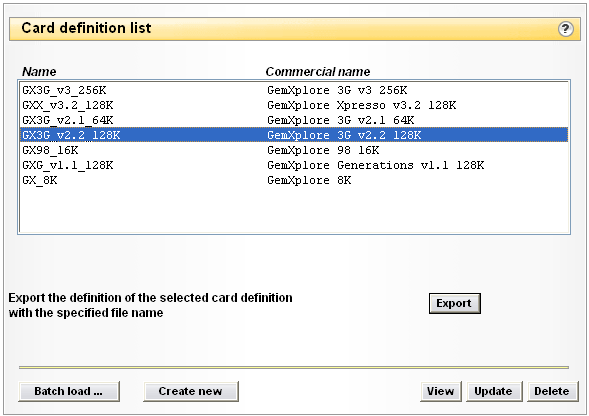 Card definition list
?
Name Commercial name
GX3G_v3_256K GemXplore 3G v3 256K
GXX_v3.2_128K GemXplore Xpresso v3.2 128K
GX3G_v2.1_64K GemXplore 3G v2.1 64K
GX3G_v2.2_128K GemXplore 3G v2.2 128K
GX98_16K GemXplore 98 16K
GXG_v1.1_128K GemXplore Generations v1.1 128K
GX_8K GemXplore 8K
Export the definition of the selected card definition
with the specified file name
Export
Batch load ... Create new View Update Delete